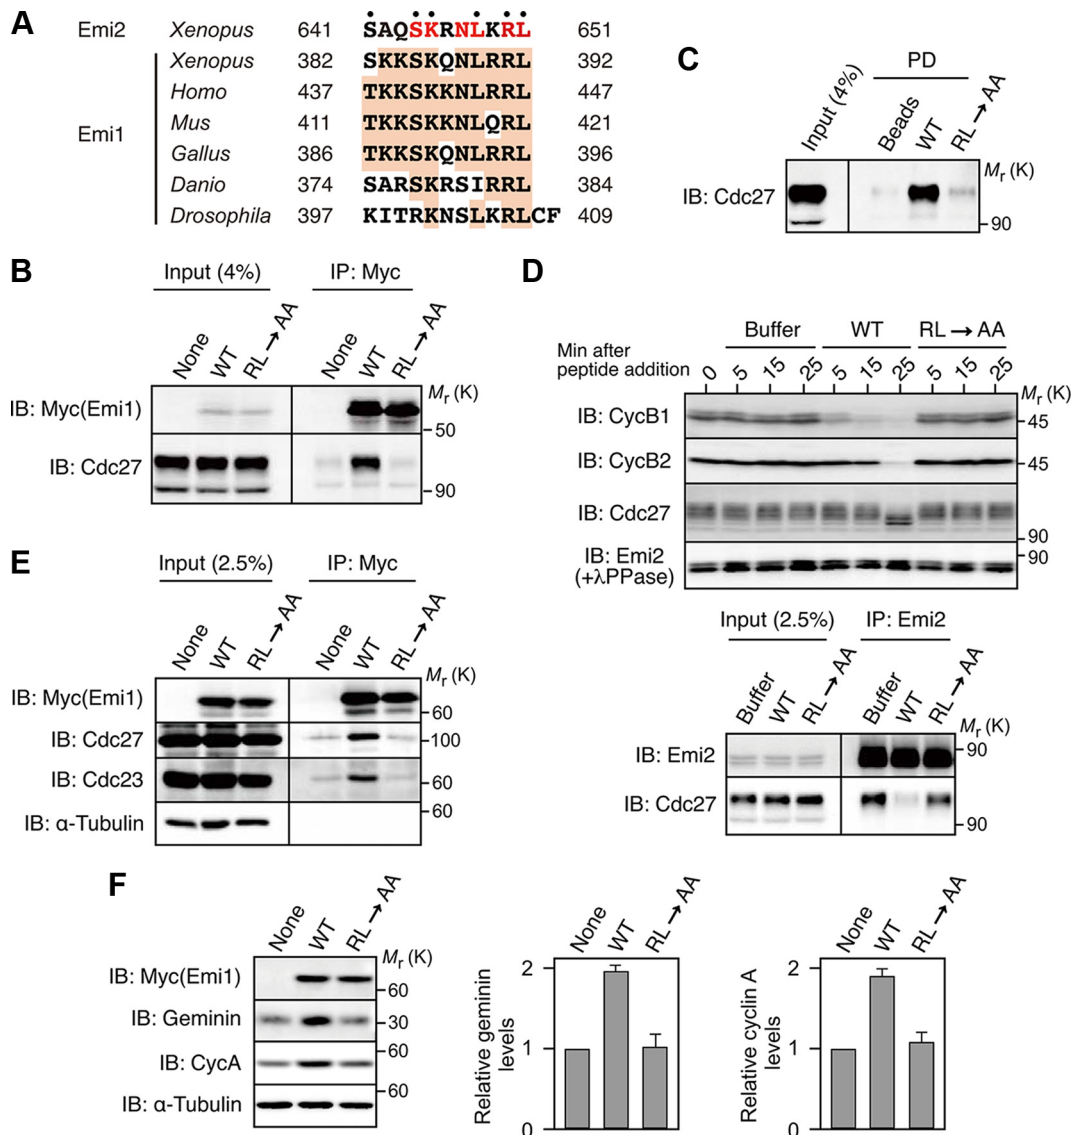 A
Emi2 Xenopus 641 SAQSKRNLKRL 651
Xenopus 382 SKKSKQNLRRL 392
Homo 437 TKKSKKNLRRL 447
Emi1
Mus 411 TKKSKKNLQRL 421
Gallus 386 TKKSKQNLRRL 396
Danio 374 SARSKRSIRRL 384
Drosophila 397 KITRKNSLKRLCF 409
C
PD
Input (4%) Beads WT RL → AA
Mr (K)
IB: Cdc27
90
B
Input (4%) IP: Myc
None WT RL → AA None WT RL → AA
Mr (K)
IB: Myc(Emi1)
50
IB: Cdc27
90
D
Buffer WT RL → AA
Min after
peptide addition 0 5 15 25 5 15 25 5 15 25
Mr (K)
IB: CycB1 45
IB: CycB2 45
IB: Cdc27
90
IB: Emi2 90
(+λPPase)
Input (2.5%) IP: Emi2
Buffer WT RL → AA Buffer WT RL → AA
Mr (K)
IB: Emi2 90
IB: Cdc27
90
E
Input (2.5%) IP: Myc
None WT RL → AA None WT RL → AA
Mr (K)
IB: Myc(Emi1)
60
IB: Cdc27 100
IB: Cdc23 60
60
IB: α-Tubulin
F
None WT RL → AA
Mr (K)
IB: Myc(Emi1)
60
IB: Geminin 30
60
IB: CycA
60
IB: α-Tubulin
None WT RL → AA
Relative geminin
levels
2
1
0
None WT RL → AA
Relative cyclin A
levels
2
1
0